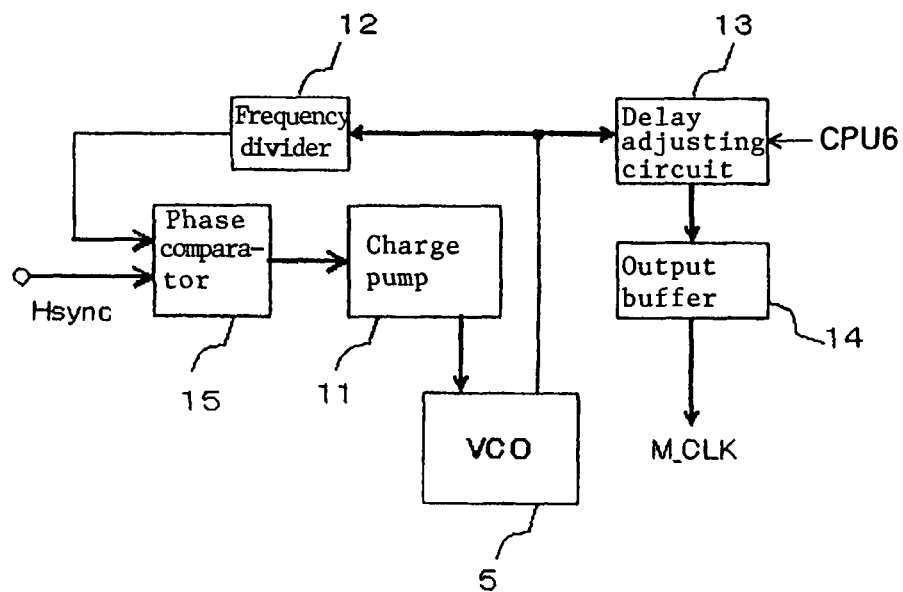 12
13
Frequency
divider
Delay
adjusting
circuit
CPU6
Phase
compara-
tor
Charge
pump
Output
buffer
Hsync
15
11
14
VCO
M_CLK
5